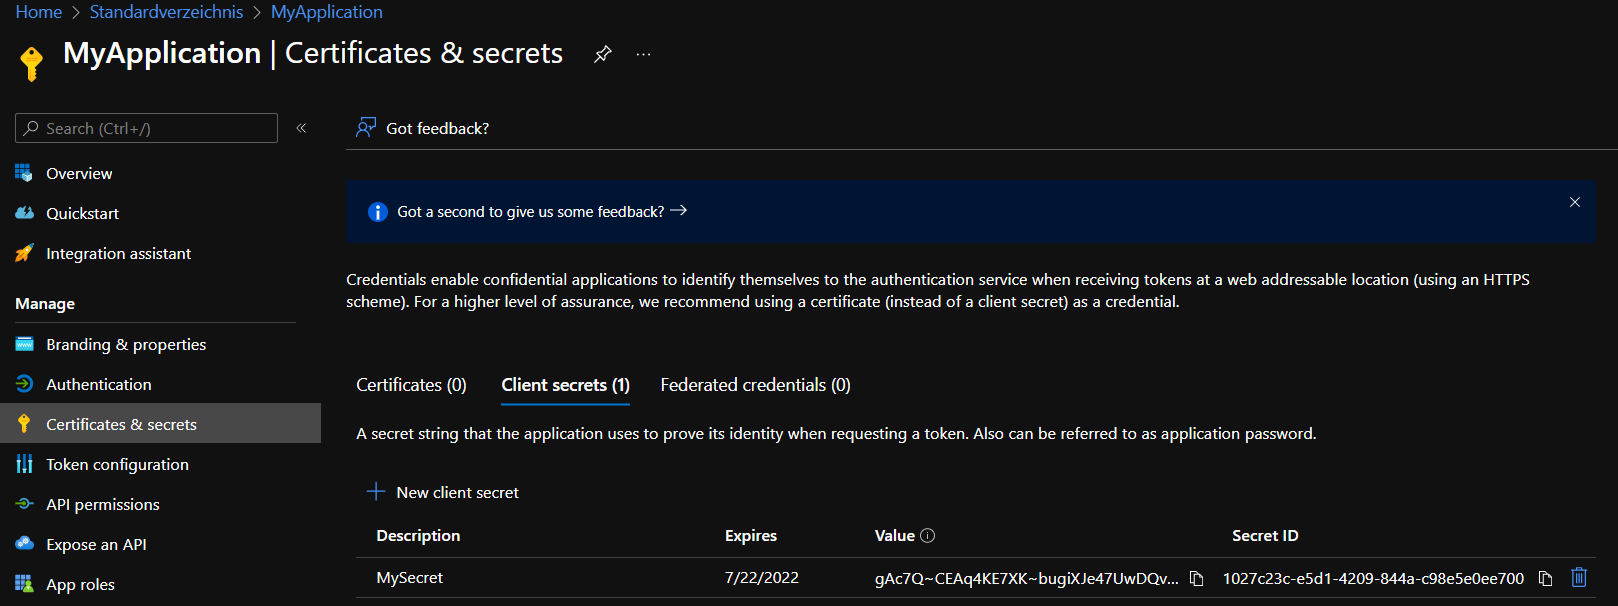 Home > Standardverzeichnis > MyApplication
MyApplication | Certificates & secrets
Search (Ctrl+/)
Overview
Quickstart
Integration assistant
Manage
Branding & properties
Authentication
Certificates & secrets
Token configuration
API permissions
Expose an API
App roles
Got feedback?
Got a second to give us some feedback?
Credentials enable confidential applications to identify themselves to the authentication service when receiving tokens at a web addressable location (using an HTTPS
scheme). For a higher level of assurance, we recommend using a certificate (instead of a client secret) as a credential.
Certificates (0) Client secrets (1) Federated credentials (0)
A secret string that the application uses to prove its identity when requesting a token. Also can be referred to as application password.
New client secret
Description Expires Value Secret ID
MySecret 7/22/2022 gAc7Q~CEAq4KE7XK~bugiXJe47UwDQv... 1027c23c-e5d1-4209-844a-c98e5e0ee700